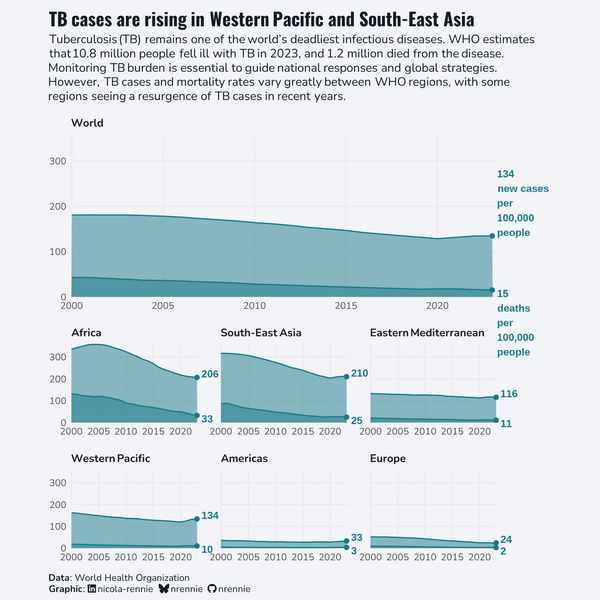 TB cases are rising in Western Pacific and South-East Asia
Tuberculosis (TB) remains one of the world's deadliest infectious diseases. WHO estimates
that 10.8 million people fell ill with TB in 2023, and 1.2 million died from the disease.
Monitoring TB burden is essential to guide national responses and global strategies.
However, TB cases and mortality rates vary greatly between WHO regions, with some
regions seeing a resurgence of TB cases in recent years.
World
300
200
100
0
2000 2005 2010 2015 2020
134
new cases
per
100,000
people
15
deaths
per
100,000
people
Africa
300
200
100
0
2000 2005 2010 2015 2020
206
33
South-East Asia
2000 2005 2010 2015 2020
210
25
Eastern Mediterranean
2000 2005 2010 2015 2020
116
11
Western Pacific
300
200
100
0
2000 2005 2010 2015 2020
134
10
Americas
2000 2005 2010 2015 2020
33
3
Europe
2000 2005 2010 2015 2020
24
2
Data: World Health Organization
Graphic: nicola-rennie nrennie nrennie